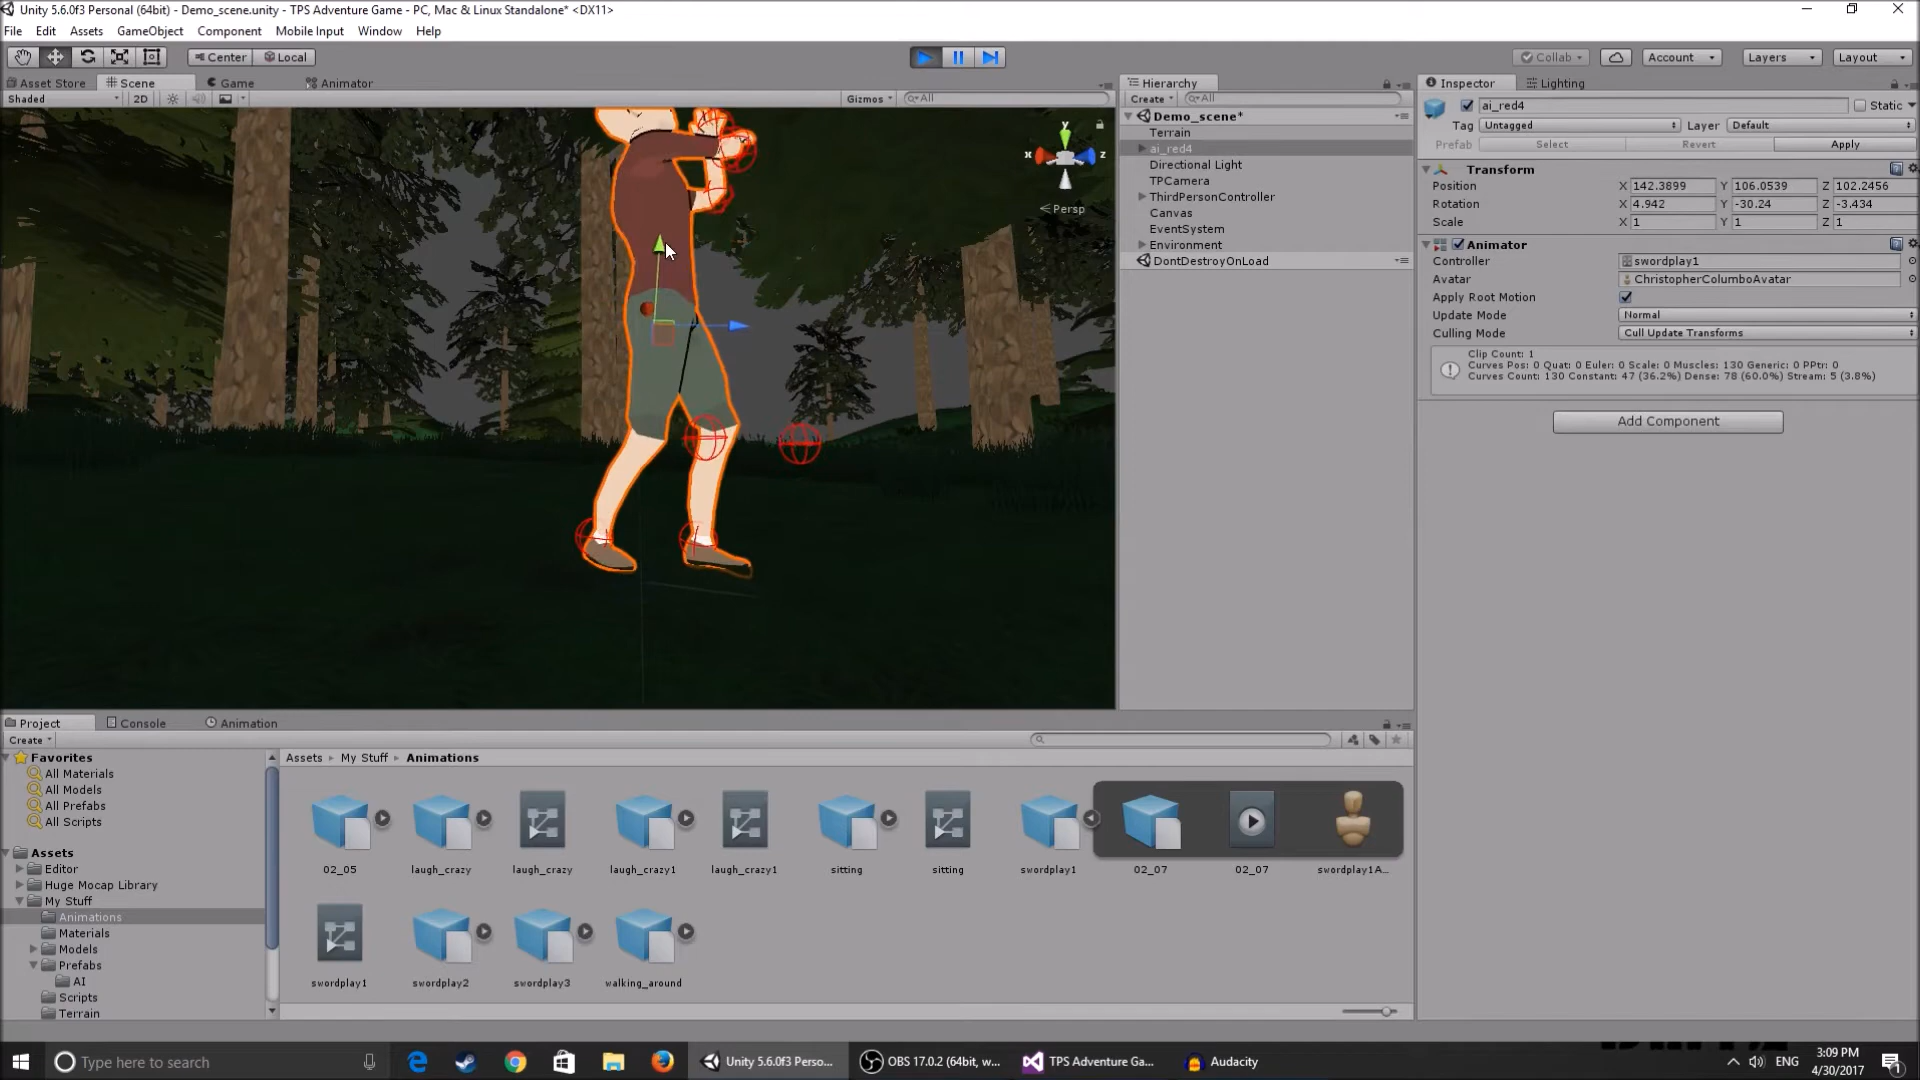 Unity 5.6.0f3 Personal (64bit) - Demo_scene.unity - TPS Adventure Game - PC, Mac & Linux Standalone* <DX11>
File Edit Assets GameObject Component Mobile Input Window Help
Center Local Collab Account Layers Layout
Asset Store Scene Game Animator
Shaded 2D Gizmos All
y
x z
Persp
Hierarchy
Create All
Demo_scene*
Terrain
ai_red4
Directional Light
TPCamera
ThirdPersonController
Canvas
EventSystem
Environment
DontDestroyOnLoad
Inspector Lighting
ai_red4 Static
Tag Untagged Layer Default
Prefab Select Revert Apply
Transform
Position X 142.3899 Y 106.0539 Z 102.2456
Rotation X 4.942 Y -30.24 Z -3.434
Scale X 1 Y 1 Z 1
Animator
Controller swordplay1
Avatar ChristopherColumboAvatar
Apply Root Motion
Update Mode Normal
Culling Mode Cull Update Transforms
Clip Count: 1
Curves Pos: 0 Quat: 0 Euler: 0 Scale: 0 Muscles: 130 Generic: 0 PPtr: 0
Curves Count: 130 Constant: 47 (36.2%) Dense: 78 (60.0%) Stream: 5 (3.8%)
Add Component
Project Console Animation
Create
Favorites
All Materials
All Models
All Prefabs
All Scripts
Assets
Editor
Huge Mocap Library
My Stuff
Animations
Materials
Models
Prefabs
AI
Scripts
Terrain
Assets My Stuff Animations
02_05 laugh_crazy laugh_crazy laugh_crazy1 laugh_crazy1 sitting sitting swordplay1 02_07 02_07 swordplay1A...
swordplay1 swordplay2 swordplay3 walking_around
Type here to search
Unity 5.6.0f3 Perso... OBS 17.0.2 (64bit, w... TPS Adventure Ga... Audacity
ENG 3:09 PM
4/30/2017
1